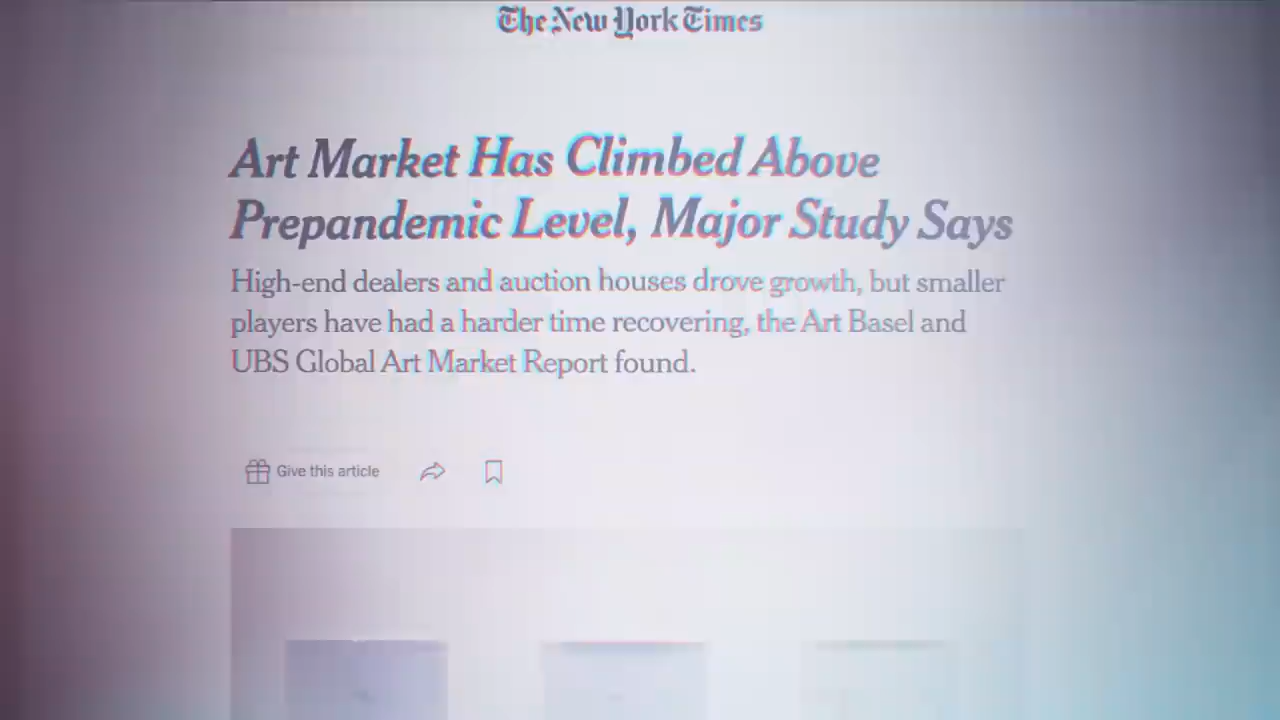 The New York Times
Art Market Has Climbed Above
Prepandemic Level, Major Study Says
High-end dealers and auction houses drove growth, but smaller
players have had a harder time recovering, the Art Basel and
UBS Global Art Market Report found.
Give this article